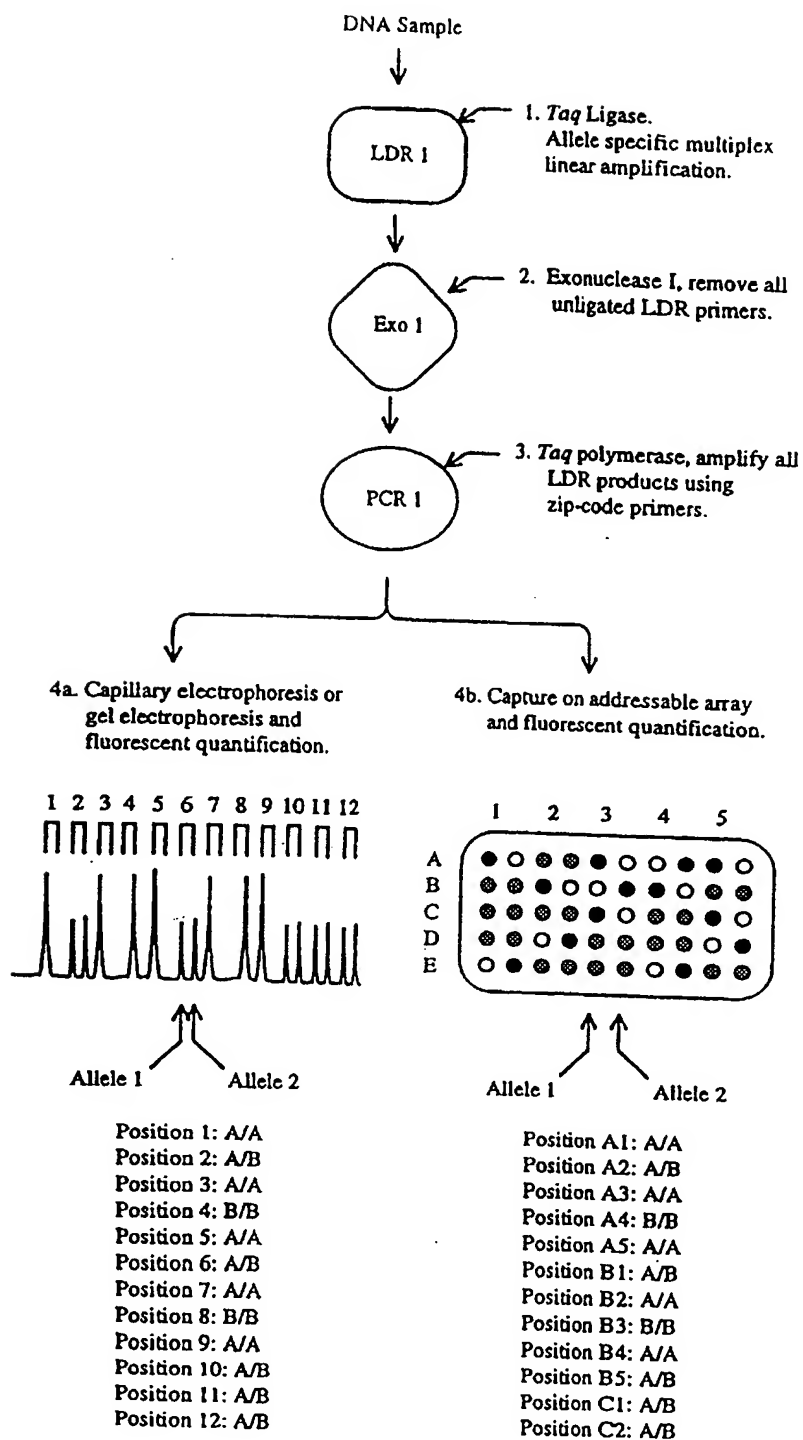 DNA Sample
LDR 1
1. Taq Ligase.
Allele specific multiplex
linear amplification.
Exo 1
2. Exonuclease I, remove all
unligated LDR primers.
PCR 1
3. Taq polymerase, amplify all
LDR products using
zip-code primers.
4a. Capillary electrophoresis or
gel electrophoresis and
fluorescent quantification.
1 2 3 4 5 6 7 8 9 10 11 12
Allele 1 Allele 2
Position 1: A/A
Position 2: A/B
Position 3: A/A
Position 4: B/B
Position 5: A/A
Position 6: A/B
Position 7: A/A
Position 8: B/B
Position 9: A/A
Position 10: A/B
Position 11: A/B
Position 12: A/B
4b. Capture on addressable array
and fluorescent quantification.
1 2 3 4 5
A
B
C
D
E
Allele 1 Allele 2
Position A1: A/A
Position A2: A/B
Position A3: A/A
Position A4: B/B
Position A5: A/A
Position B1: A/B
Position B2: A/A
Position B3: B/B
Position B4: A/A
Position B5: A/B
Position C1: A/B
Position C2: A/B